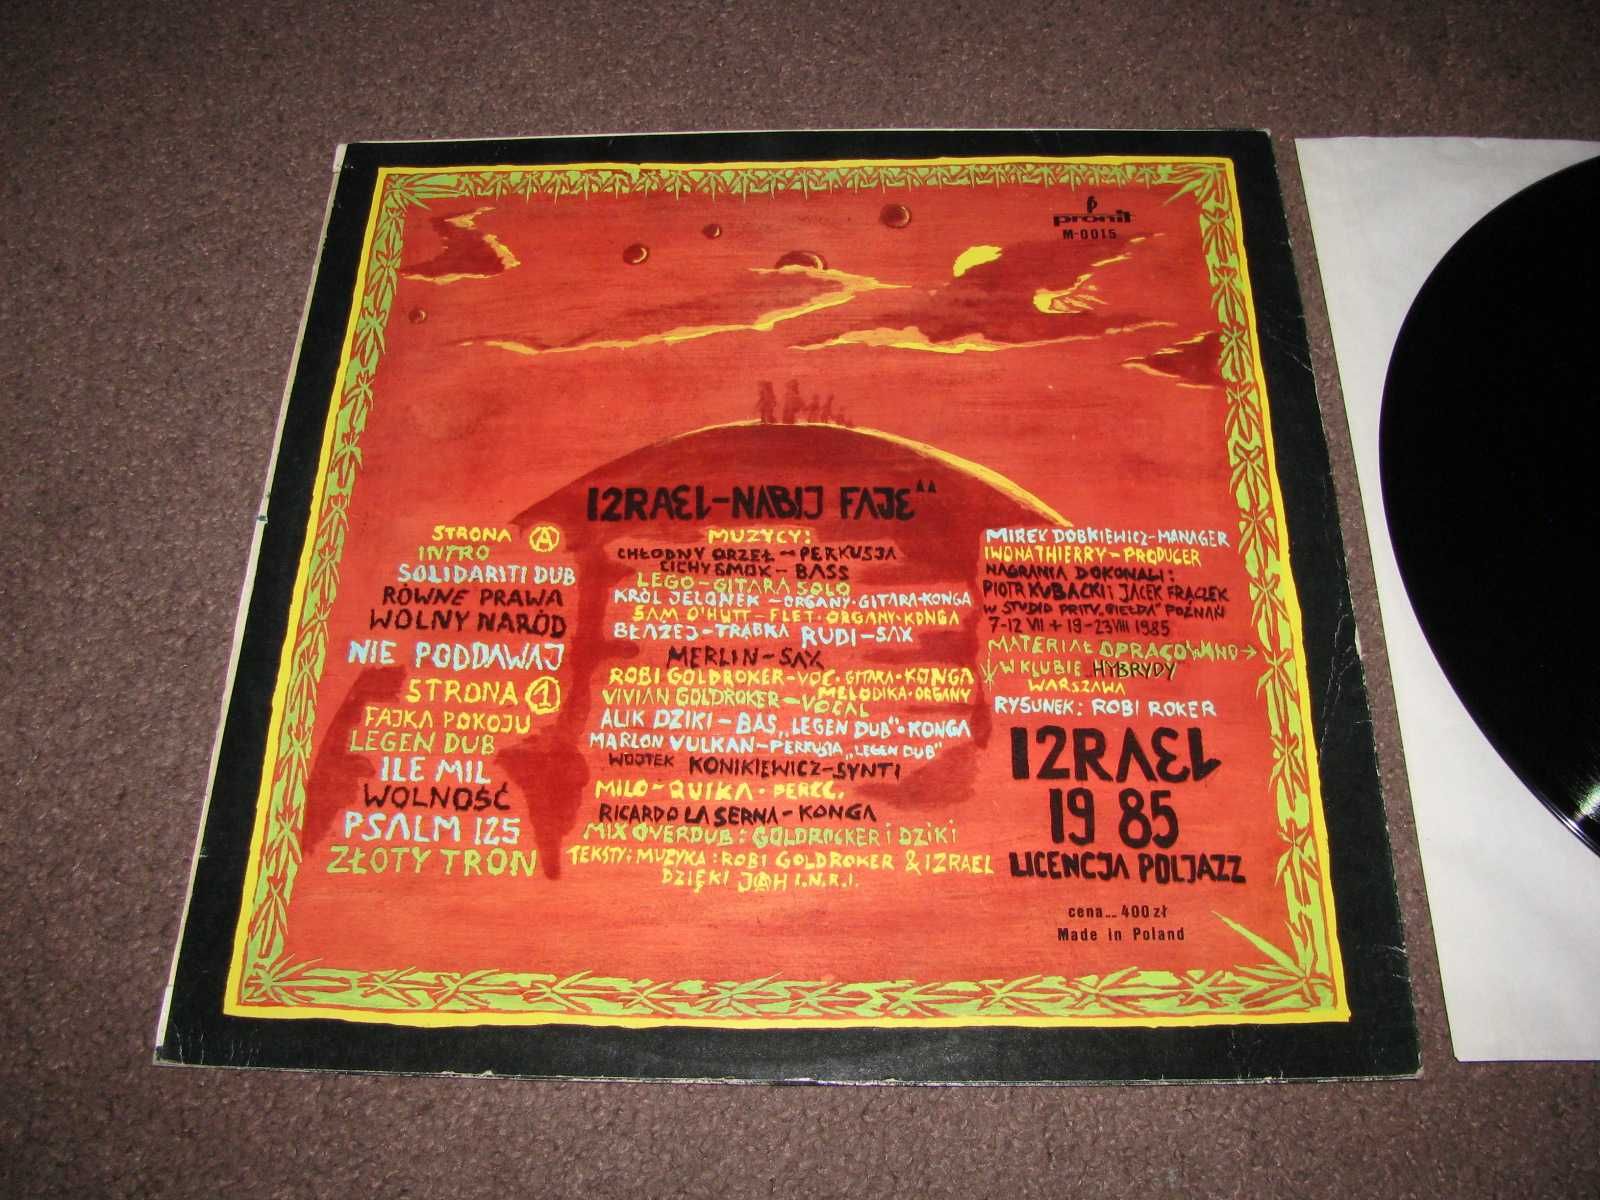 pronit
M-0015
IZRAEL-NABIJ FAJE"
STRONA A
INTRO
SOLIDARITI DUB
RÓWNE PRAWA
WOLNY NARÓD
NIE PODDAWAJ
STRONA 1
FAJKA POKOJU
LEGEN DUB
ILE MIL
WOLNOŚĆ
PSALM 125
ZŁOTY TRON
MUZYCY:
CHŁODNY ORZEŁ - PERKUSJA
CICHY SMOK - BASS
LEGO - GITARA SOLO
KRÓL JELONEK - ORGANY·GITARA·KONGA
SAM O'HUTT - FLET·ORGANY·KONGA
BŁAŻEJ - TRĄBKA RUDI - SAX
MERLIN - SAX
ROBI GOLDROKER - VOC·GITARA·KONGA
MELODIKA·ORGANY
VIVIAN GOLDROKER - VOCAL
ALIK DZIKI - BAS „LEGEN DUB"·KONGA
MARLON VULKAN - PERKUSJA „LEGEN DUB"
WOJTEK KONIKIEWICZ - SYNTI
MILO - QUIKA·PERCC.
RICARDO LA SERNA - KONGA
MIX OVERDUB: GOLDROCKER I DZIKI
TEKSTY: MUZYKA: ROBI GOLDROKER & IZRAEL
DZIĘKI JAH I.N.R.I.
MIREK DOBKIEWICZ - MANAGER
IWONA THIERRY - PRODUCER
NAGRANIA DOKONALI:
PIOTR KUBACKI i JACEK FRĄCZEK
W STUDIO PRITV. „GIEŁDA" POZNAŃ
7-12 VII + 19-23 VIII 1985
MATERIAŁ OPRACOWANO →
W KLUBIE „HYBRYDY"
WARSZAWA
RYSUNEK: ROBI ROKER
IZRAEL
1985
LICENCJA POLJAZZ
cena... 400 zł
Made in Poland